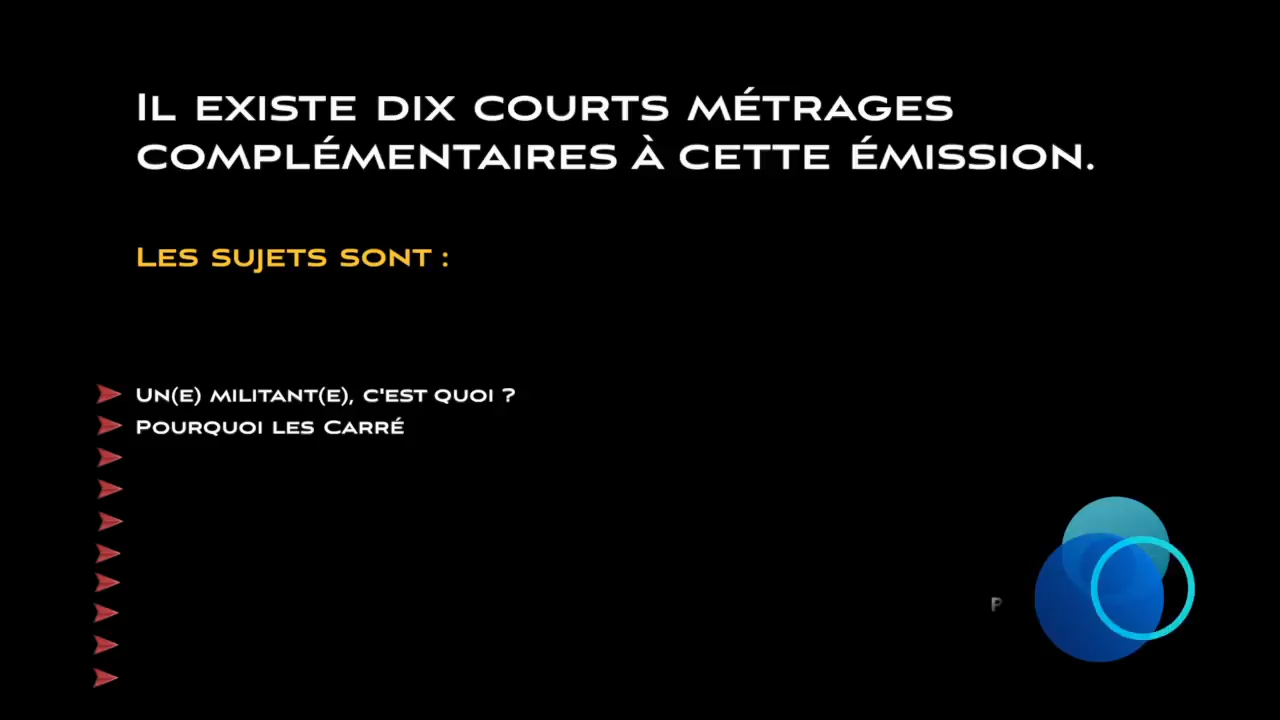 Il existe dix courts métrages
complémentaires à cette émission.
Les sujets sont :
Un(e) militant(e), c'est quoi ?
Pourquoi les Carré
P